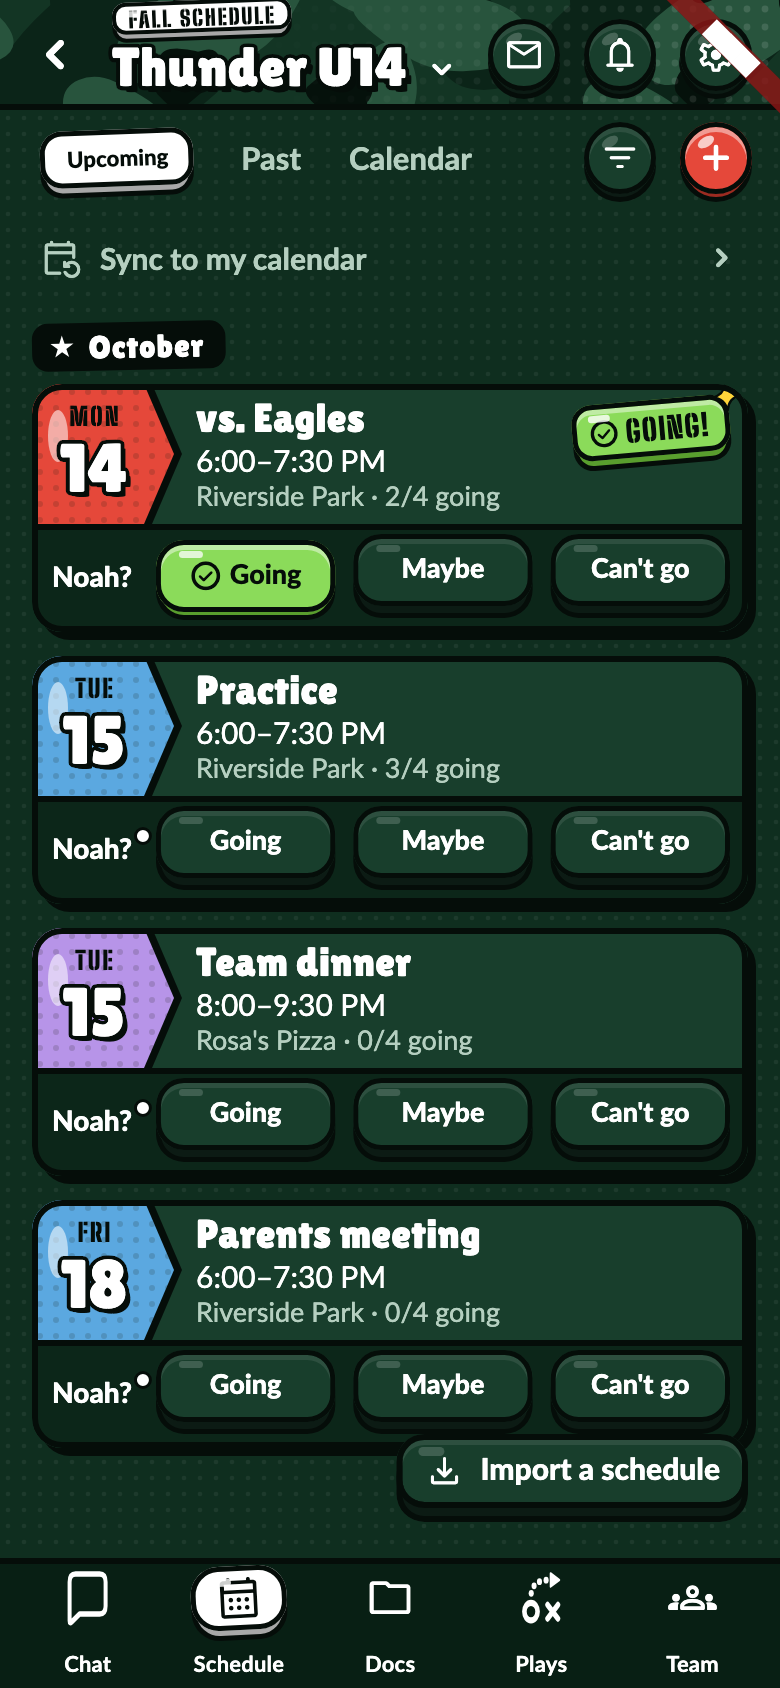 FALL SCHEDULE
Thunder U14
Upcoming
Past
Calendar
Sync to my calendar
★ October
MON
14
vs. Eagles
6:00–7:30 PM
Riverside Park · 2/4 going
GOING!
Noah?
Going
Maybe
Can't go
TUE
15
Practice
6:00–7:30 PM
Riverside Park · 3/4 going
Noah?
Going
Maybe
Can't go
TUE
15
Team dinner
8:00–9:30 PM
Rosa's Pizza · 0/4 going
Noah?
Going
Maybe
Can't go
FRI
18
Parents meeting
6:00–7:30 PM
Riverside Park · 0/4 going
Noah?
Going
Maybe
Can't go
Import a schedule
Chat
Schedule
Docs
Plays
Team